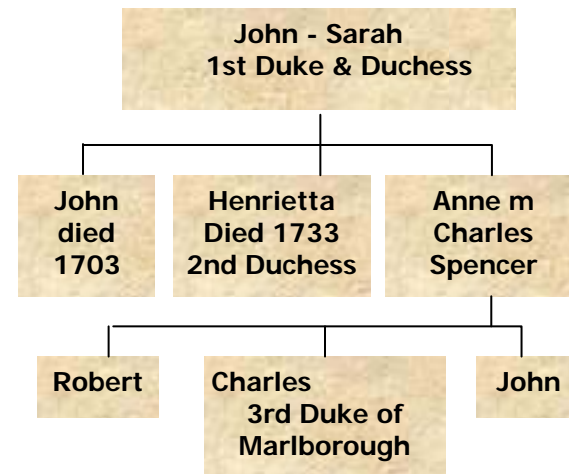 John - Sarah
1st Duke & Duchess
John
died
1703
Henrietta
Died 1733
2nd Duchess
Anne m
Charles
Spencer
Robert
Charles
3rd Duke of
Marlborough
John